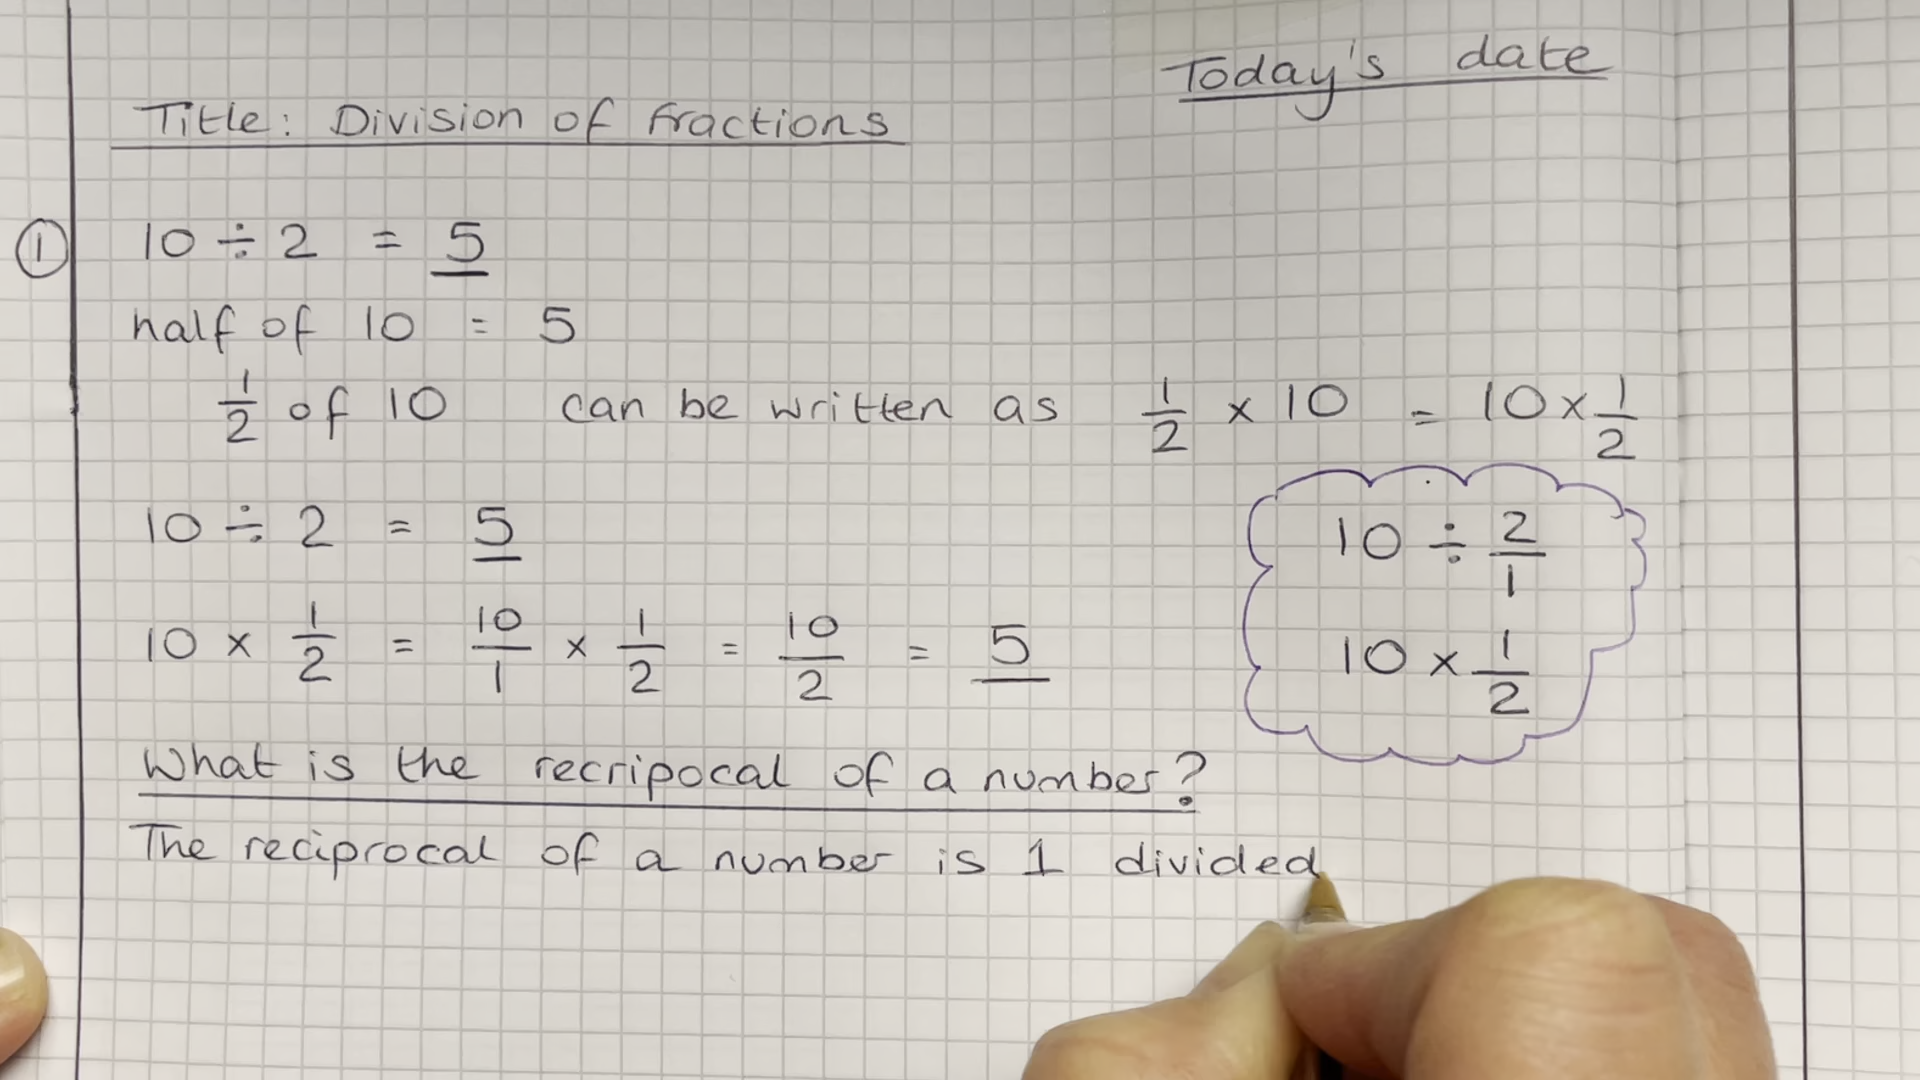 Today's date
Title: Division of fractions
① 10 ÷ 2 = 5
half of 10 = 5
1/2 of 10 can be written as 1/2 × 10 = 10 × 1/2
10 ÷ 2 = 5
10 ÷ 2/1
10 × 1/2 = 10/1 × 1/2 = 10/2 = 5
10 × 1/2
What is the recripocal of a number?
The reciprocal of a number is 1 divided